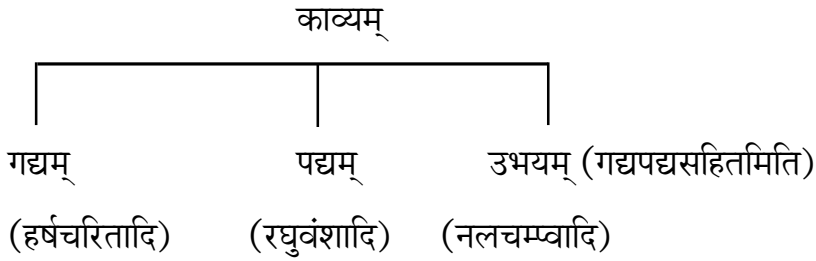 काव्यम्
गद्यम् पद्यम् उभयम् (गद्यपद्यसहितमिति)
(हर्षचरितादि) (रघुवंशादि) (नलचम्प्वादि)